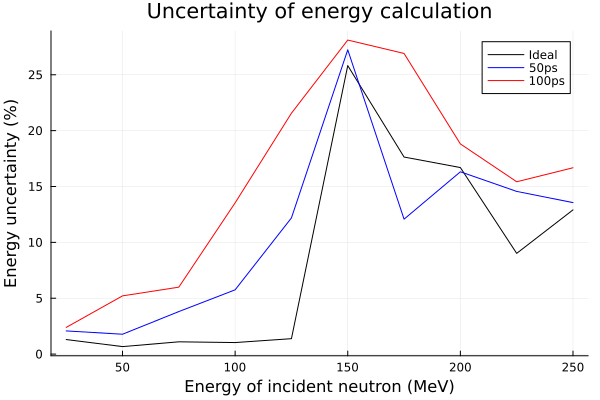 Uncertainty of energy calculation
Energy uncertainty (%)
25
20
15
10
5
0
Ideal
50ps
100ps
50
100
150
200
250
Energy of incident neutron (MeV)